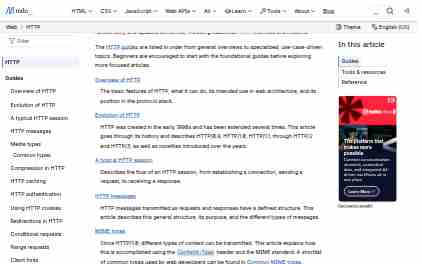 mdn_
HTML CSS JavaScript Web APIs All Learn Tools About Blog
Web > HTTP
Theme English (US)
Filter
HTTP
Guides
Overview of HTTP
Evolution of HTTP
A typical HTTP session
HTTP messages
Media types
Common types
Compression in HTTP
HTTP caching
HTTP authentication
Using HTTP cookies
Redirections in HTTP
Conditional requests
Range requests
Client hints
The HTTP guides are listed in order from general overviews to specialized, use-case-driven
topics. Beginners are encouraged to start with the foundational guides before exploring
more focused articles.
Overview of HTTP
The basic features of HTTP, what it can do, its intended use in web architecture, and its
position in the protocol stack.
Evolution of HTTP
HTTP was created in the early 1990s and has been extended several times. This article
goes through its history and describes HTTP/0.9, HTTP/1.0, HTTP/1.1, through HTTP/2
and HTTP/3, as well as novelties introduced over the years.
A typical HTTP session
Describes the flow of an HTTP session, from establishing a connection, sending a
request, to receiving a response.
HTTP messages
HTTP messages transmitted as requests and responses have a defined structure. This
article describes this general structure, its purpose, and the different types of messages.
MIME types
Since HTTP/1.0, different types of content can be transmitted. This article explains how
this is accomplished using the Content-Type header and the MIME standard. A shortlist
of common types used by web developers can be found in Common MIME types.
In this article
Guides
Tools & resources
Reference
The platform that
makes more
possible
Learn More